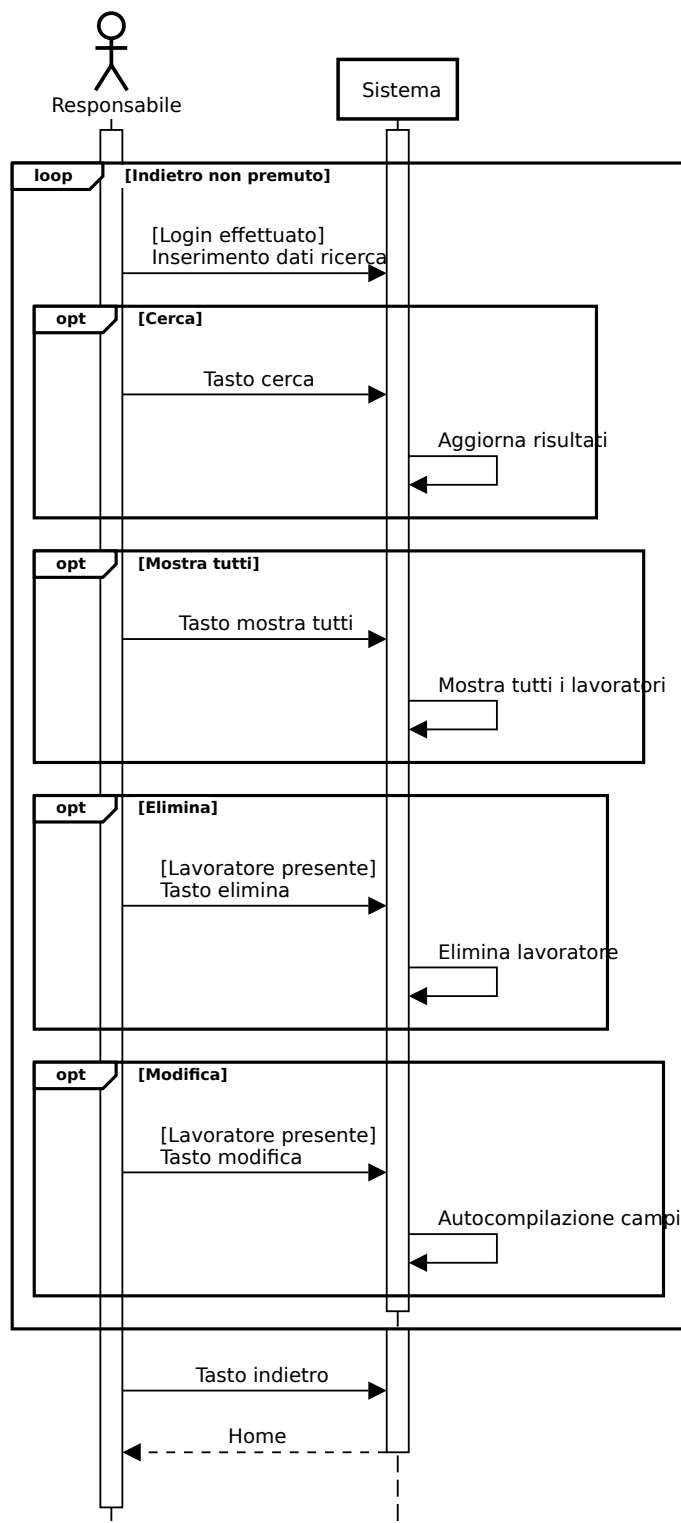 Responsabile
Sistema
loop
[Indietro non premuto]
[Login effettuato]
Inserimento dati ricerca
opt
[Cerca]
Tasto cerca
Aggiorna risultati
opt
[Mostra tutti]
Tasto mostra tutti
Mostra tutti i lavoratori
opt
[Elimina]
[Lavoratore presente]
Tasto elimina
Elimina lavoratore
opt
[Modifica]
[Lavoratore presente]
Tasto modifica
Autocompilazione campi
Tasto indietro
Home